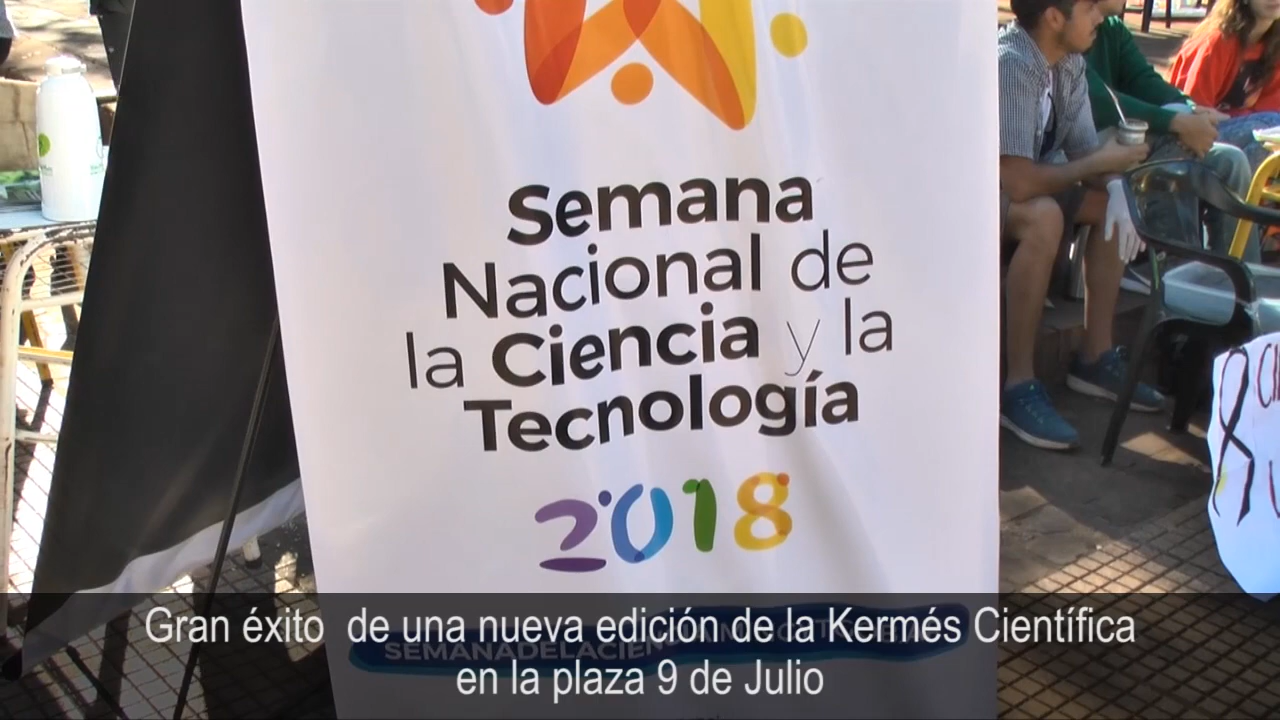 Semana
Nacional de
la Ciencia y la
Tecnología
2018
Gran éxito de una nueva edición de la Kermés Científica
SEMANADELACIEN
en la plaza 9 de Julio